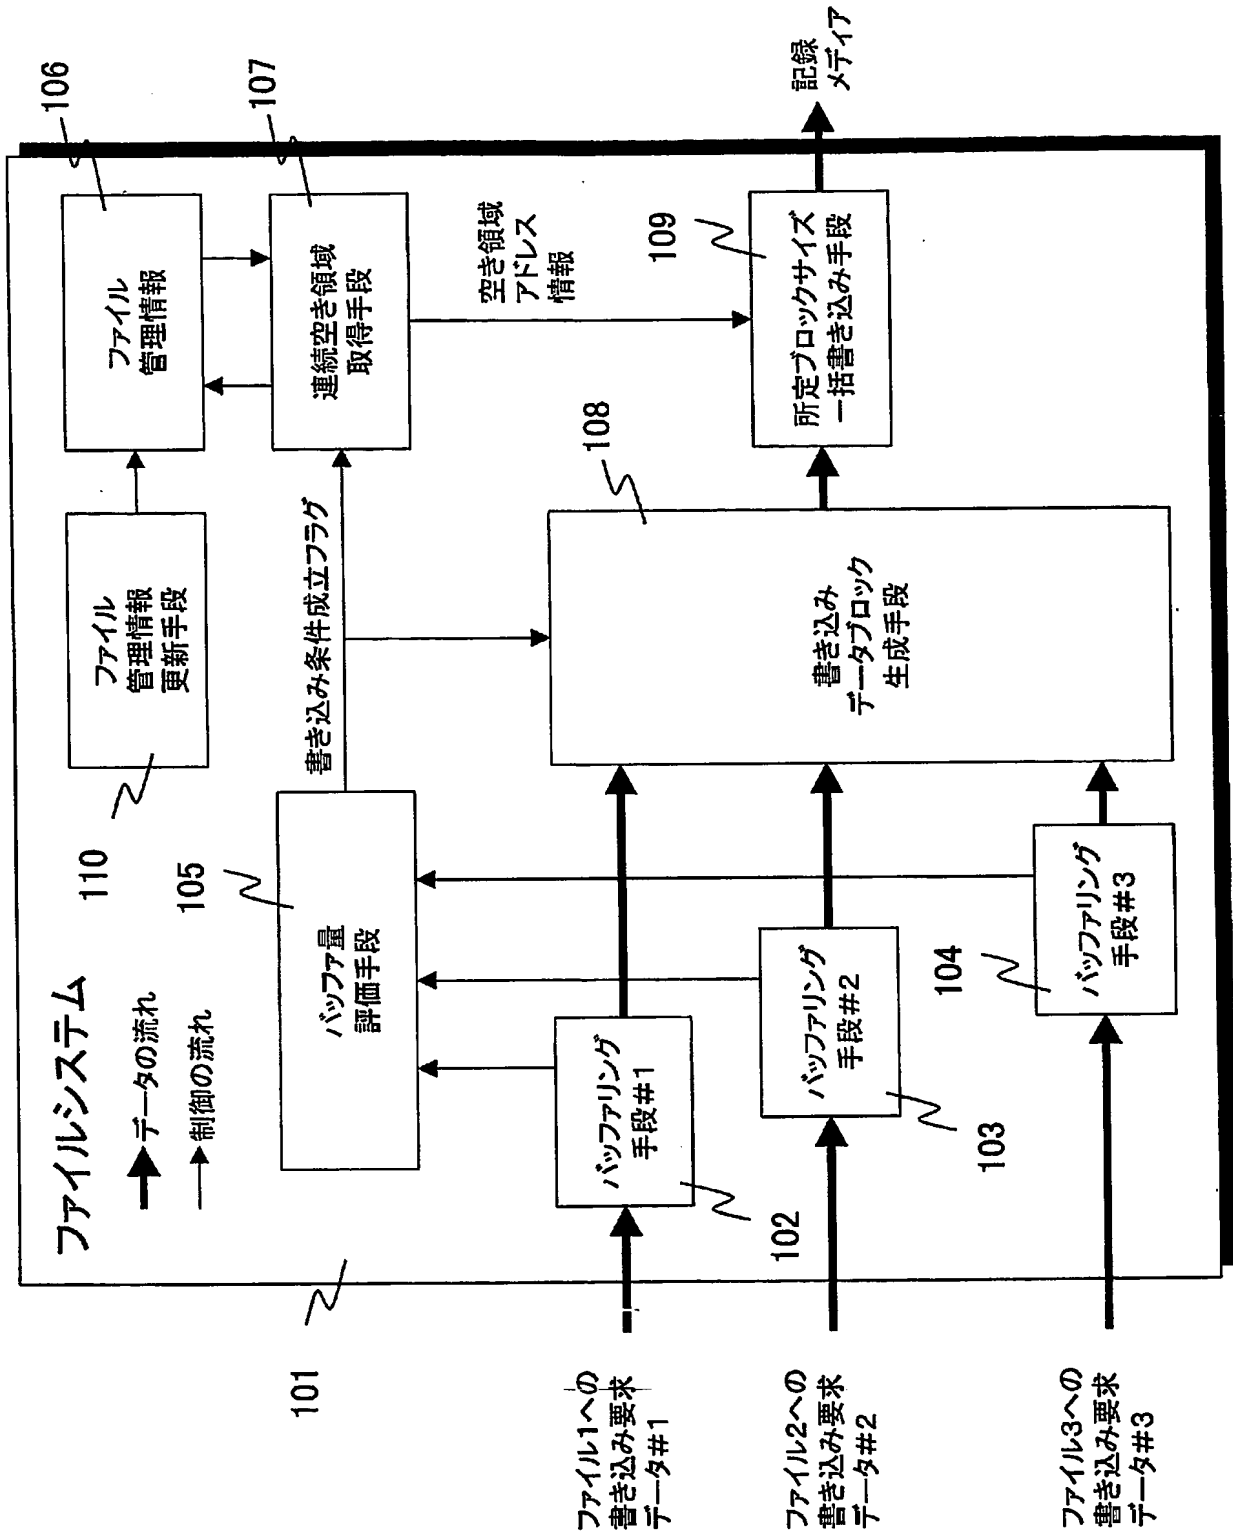 ファイルシステム
データの流れ
制御の流れ
101
110
ファイル
管理情報
更新手段
106
ファイル
管理情報
107
連続空き領域
取得手段
105
バッファ量
評価手段
書き込み条件成立フラグ
空き領域
アドレス
情報
ファイル1への
書き込み要求
データ#1
バッファリング
手段#1
102
ファイル2への
書き込み要求
データ#2
バッファリング
手段#2
103
ファイル3への
書き込み要求
データ#3
バッファリング
手段#3
104
108
書き込み
データブロック
生成手段
109
所定ブロックサイズ
一括書き込み手段
記録
メディア